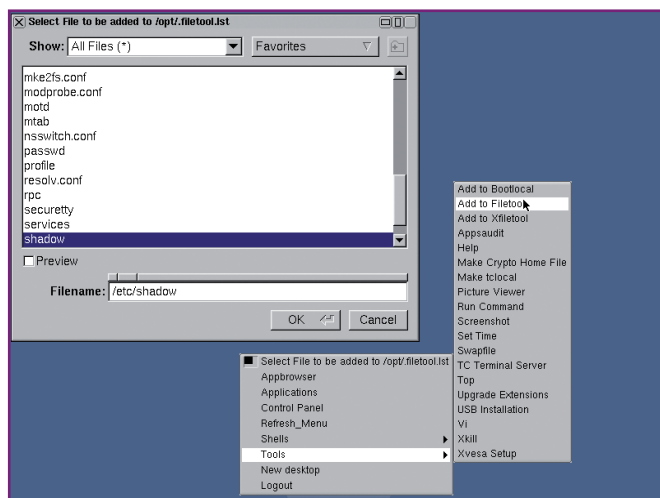 Select File to be added to /opt/.filetool.lst
Show: All Files (*) Favorites
mke2fs.conf
modprobe.conf
motd
mtab
nsswitch.conf
passwd
profile
resolv.conf
rpc
securetty
services
shadow
Preview
Filename: /etc/shadow
OK Cancel
Select File to be added to /opt/.filetool.lst
Appbrowser
Applications
Control Panel
Refresh_Menu
Shells
Tools
New desktop
Logout
Add to Bootlocal
Add to Filetool
Add to Xfiletool
Appsaudit
Help
Make Crypto Home File
Make tclocal
Picture Viewer
Run Command
Screenshot
Set Time
Swapfile
TC Terminal Server
Top
Upgrade Extensions
USB Installation
Vi
Xkill
Xvesa Setup